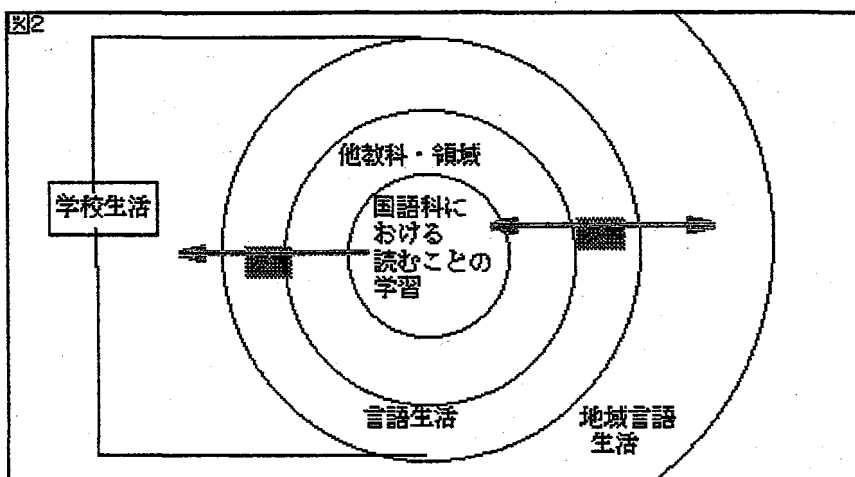 図2
他教科・領域
学校生活
国語科に
おける
読むことの
学習
言語生活
地域言語
生活